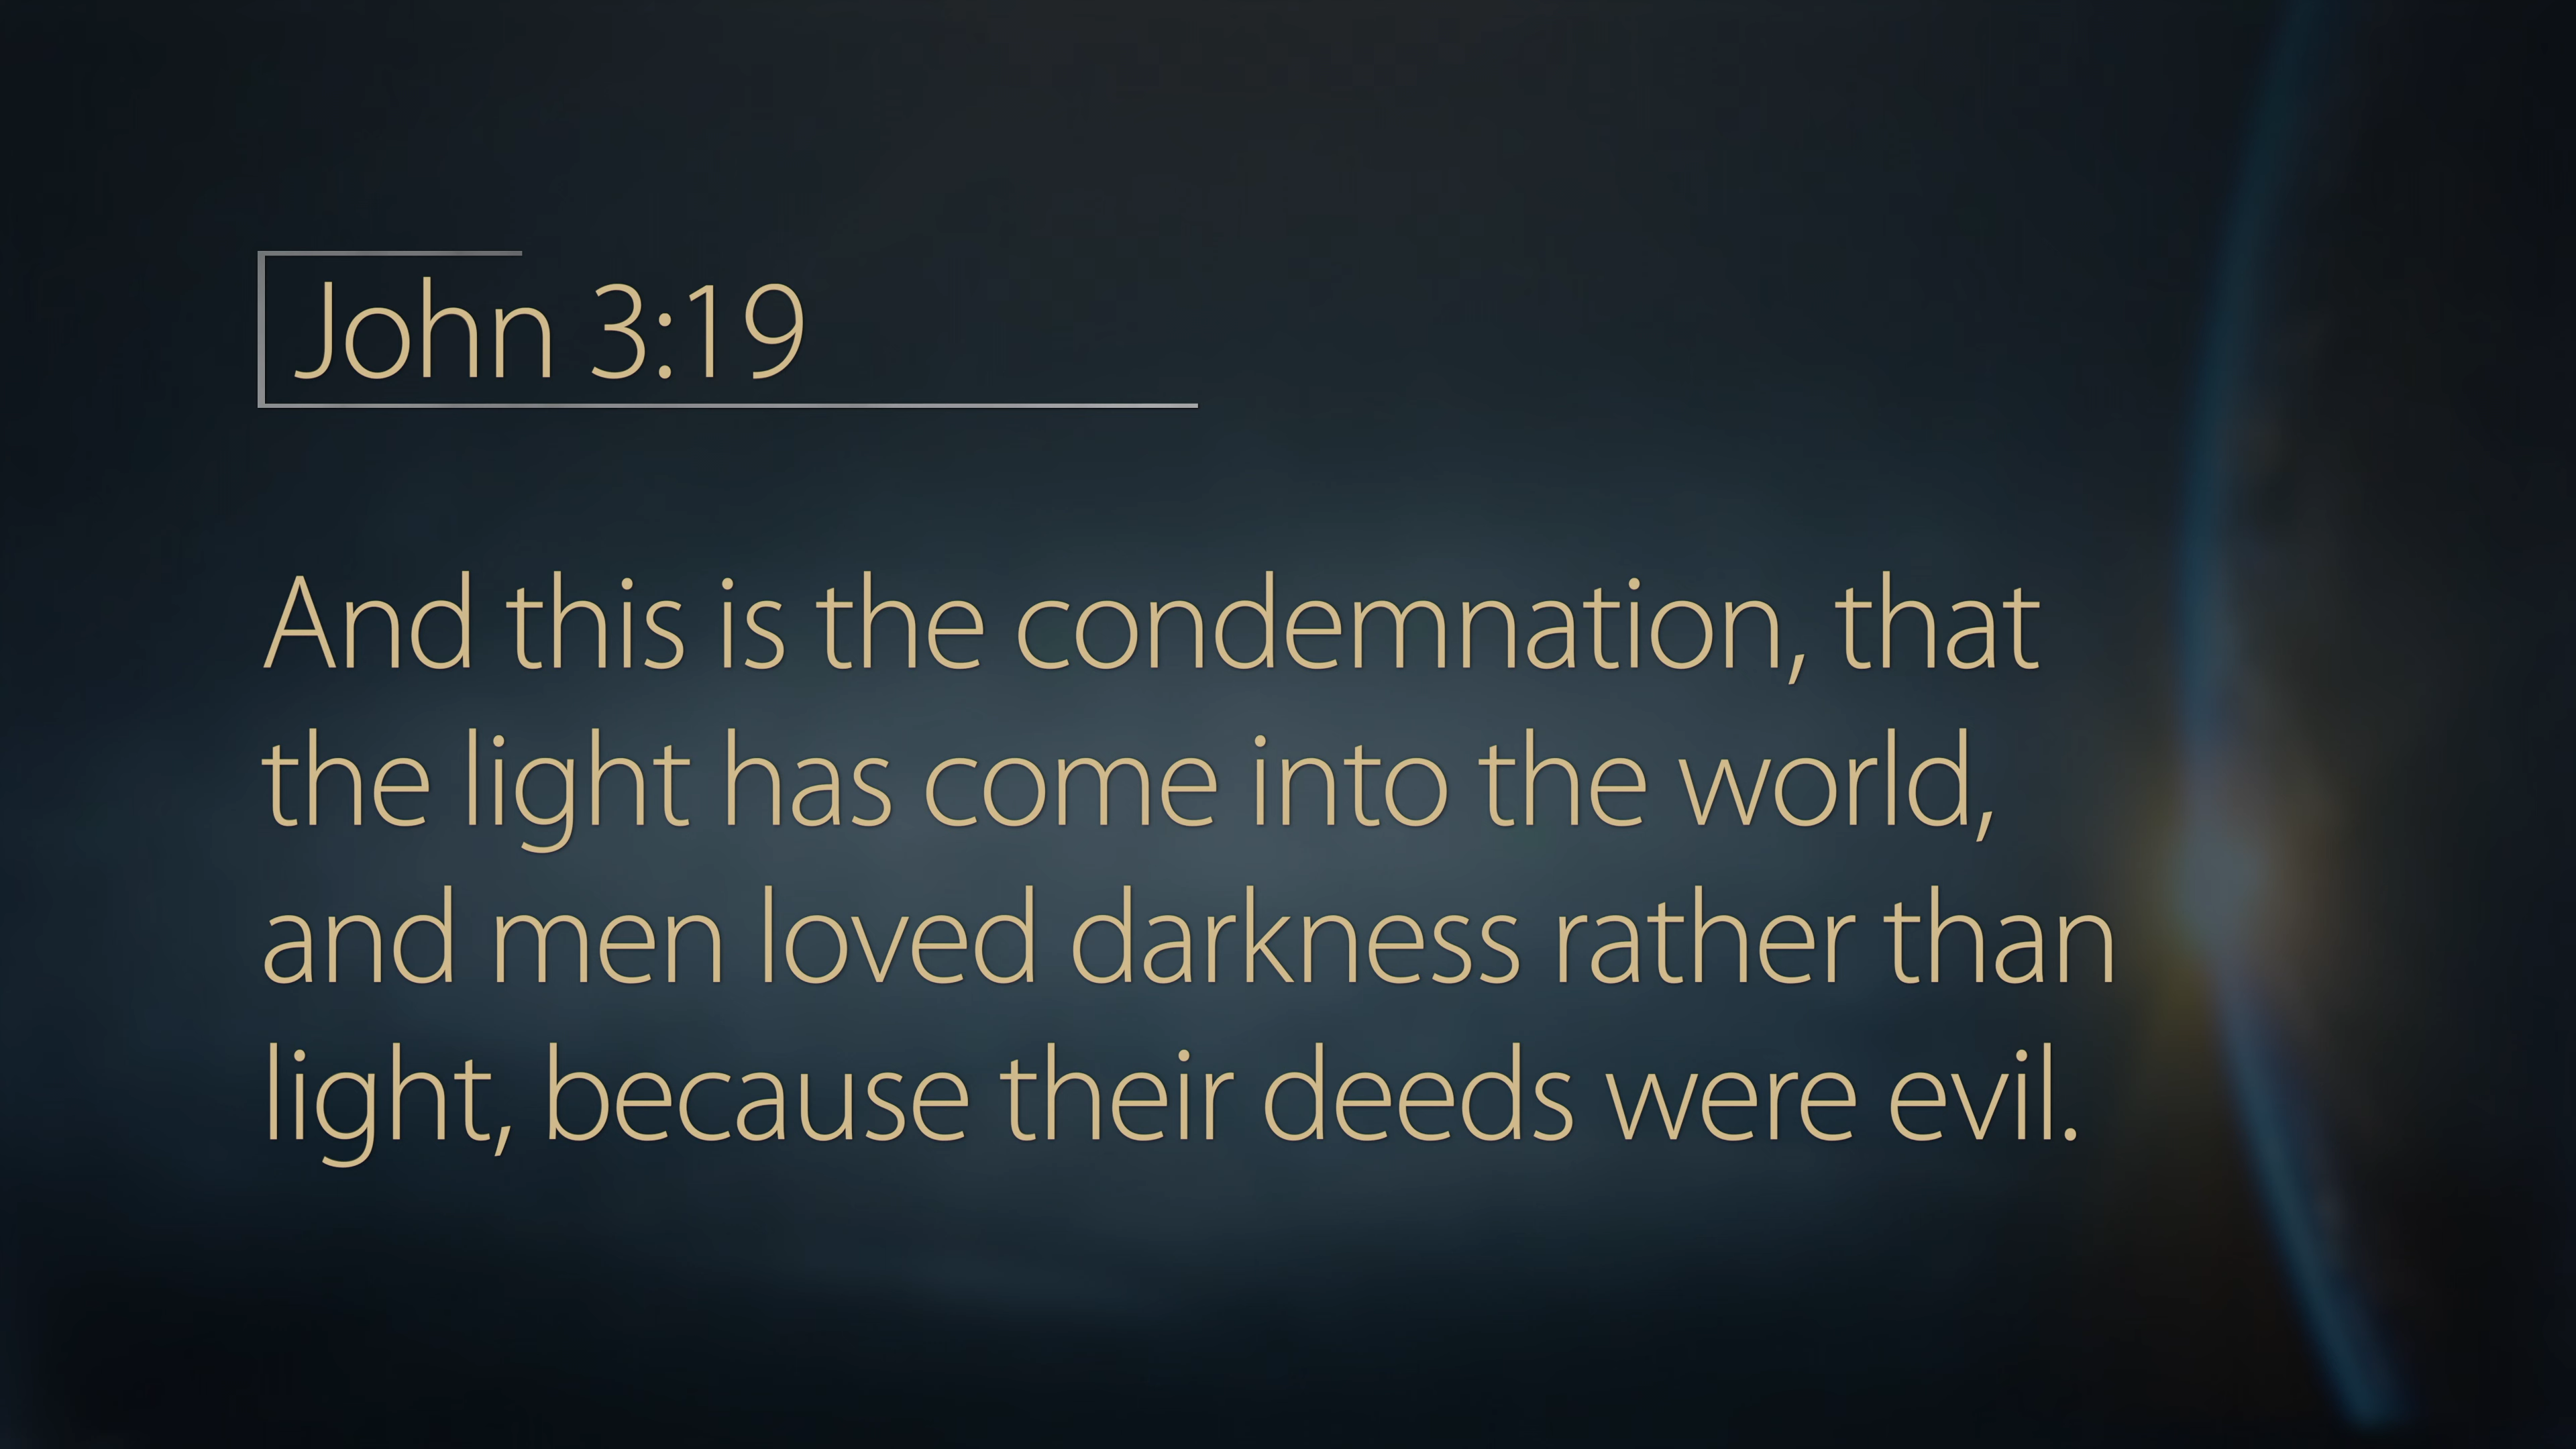 John 3:19
And this is the condemnation, that
the light has come into the world,
and men loved darkness rather than
light, because their deeds were evil.